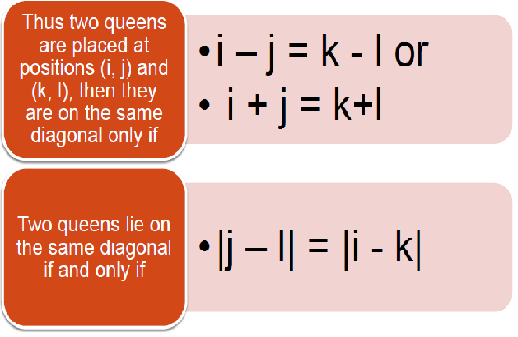 Thus two queens
are placed at
positions (i, j) and
(k, l), then they
are on the same
diagonal only if
•i – j = k - l or
• i + j = k+l
Two queens lie on
the same diagonal
if and only if
•|j – l| = |i - k|